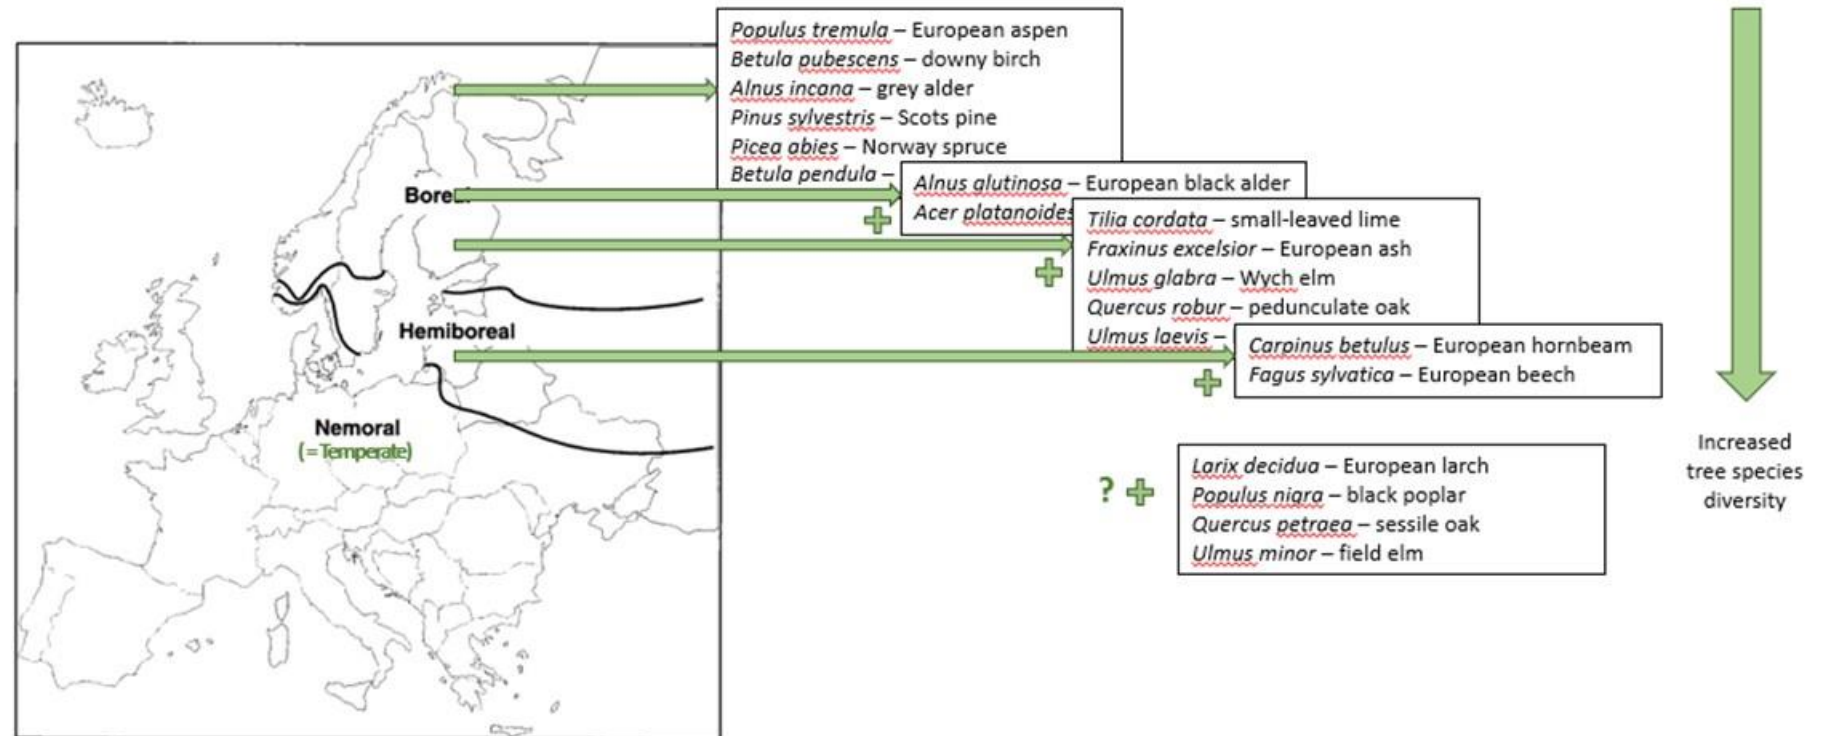 Populus tremula – European aspen
Betula pubescens – downy birch
Alnus incana – grey alder
Pinus sylvestris – Scots pine
Picea abies – Norway spruce
Betula pendula –
Boreal
Alnus glutinosa – European black alder
Acer platanoides
Tilia cordata – small-leaved lime
Fraxinus excelsior – European ash
Ulmus glabra – Wych elm
Quercus robur – pedunculate oak
Ulmus laevis –
Hemiboreal
Carpinus betulus – European hornbeam
Fagus sylvatica – European beech
Nemoral
(= Temperate)
Increased
tree species
diversity
? +
Larix decidua – European larch
Populus nigra – black poplar
Quercus petraea – sessile oak
Ulmus minor – field elm